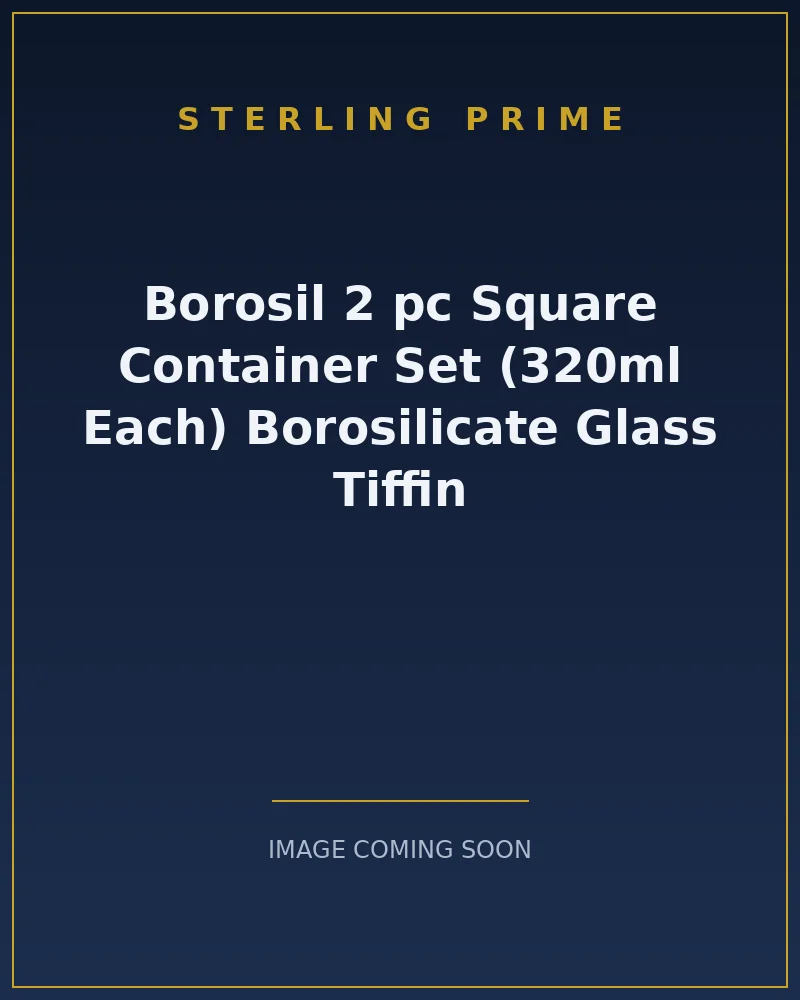 STERLING PRIME
Borosil 2 pc Square
Container Set (320ml
Each) Borosilicate Glass
Tiffin
IMAGE COMING SOON